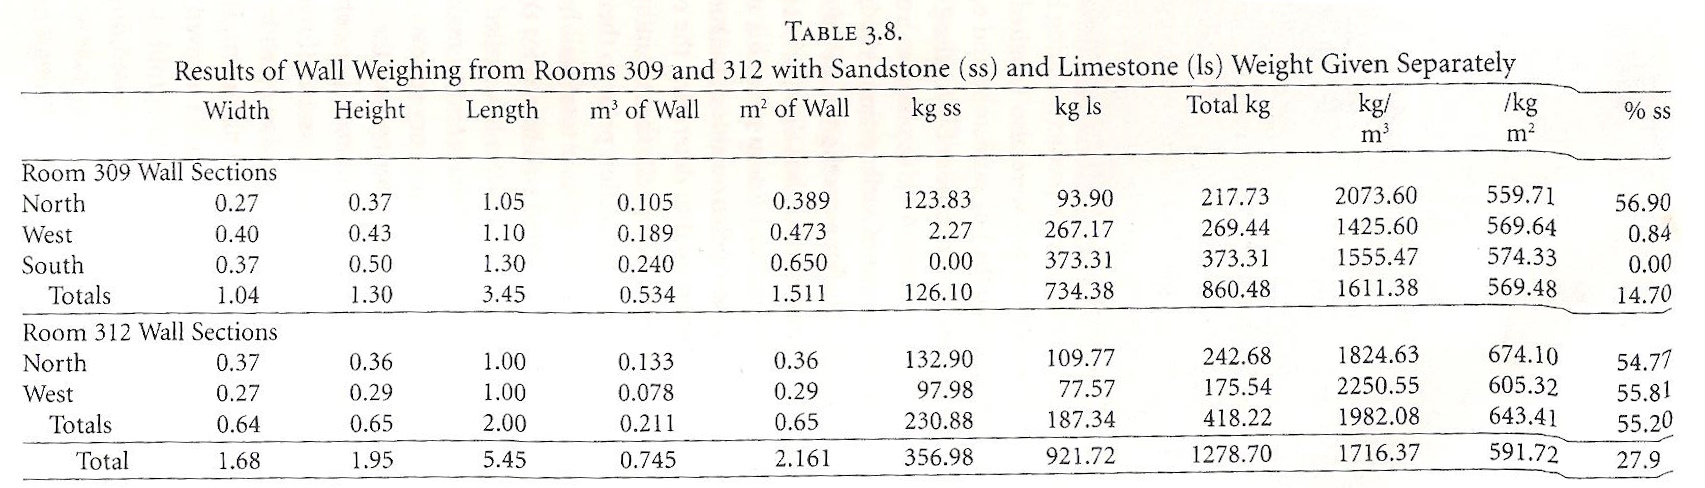 TABLE 3.8.
Results of Wall Weighing from Rooms 309 and 312 with Sandstone (ss) and Limestone (ls) Weight Given Separately
Width Height Length m³ of Wall m² of Wall kg ss kg ls Total kg kg/ m³ /kg m² % ss
Room 309 Wall Sections
North 0.27 0.37 1.05 0.105 0.389 123.83 93.90 217.73 2073.60 559.71 56.90
West 0.40 0.43 1.10 0.189 0.473 2.27 267.17 269.44 1425.60 569.64 0.84
South 0.37 0.50 1.30 0.240 0.650 0.00 373.31 373.31 1555.47 574.33 0.00
Totals 1.04 1.30 3.45 0.534 1.511 126.10 734.38 860.48 1611.38 569.48 14.70
Room 312 Wall Sections
North 0.37 0.36 1.00 0.133 0.36 132.90 109.77 242.68 1824.63 674.10 54.77
West 0.27 0.29 1.00 0.078 0.29 97.98 77.57 175.54 2250.55 605.32 55.81
Totals 0.64 0.65 2.00 0.211 0.65 230.88 187.34 418.22 1982.08 643.41 55.20
Total 1.68 1.95 5.45 0.745 2.161 356.98 921.72 1278.70 1716.37 591.72 27.9